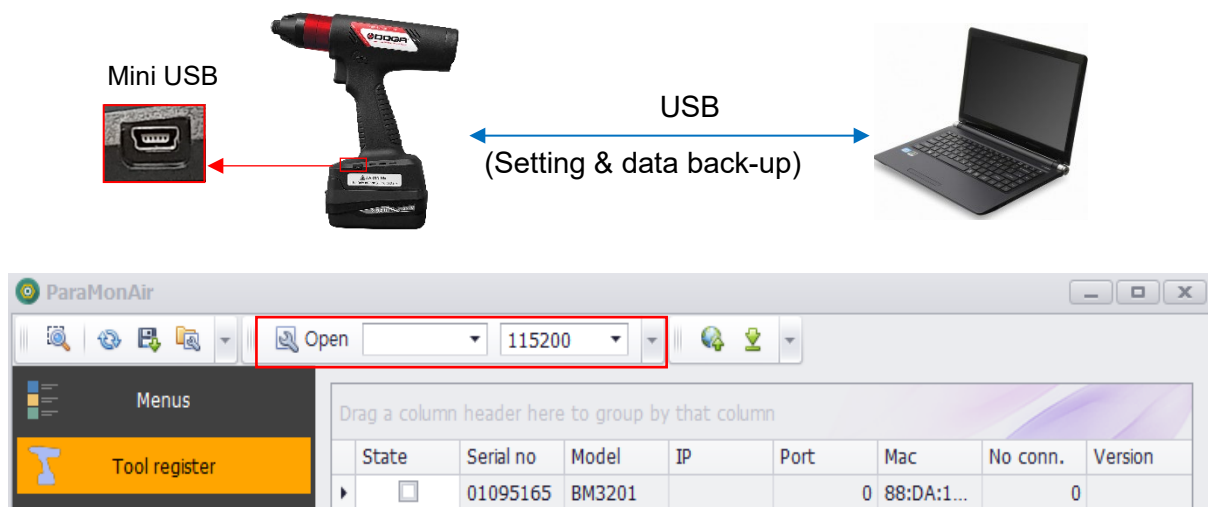 DOGA
Mini USB
USB
(Setting & data back-up)
ParaMonAir
Open 115200
Menus
Drag a column header here to group by that column
Tool register
State Serial no Model IP Port Mac No conn. Version
01095165 BM3201 0 88:DA:1... 0